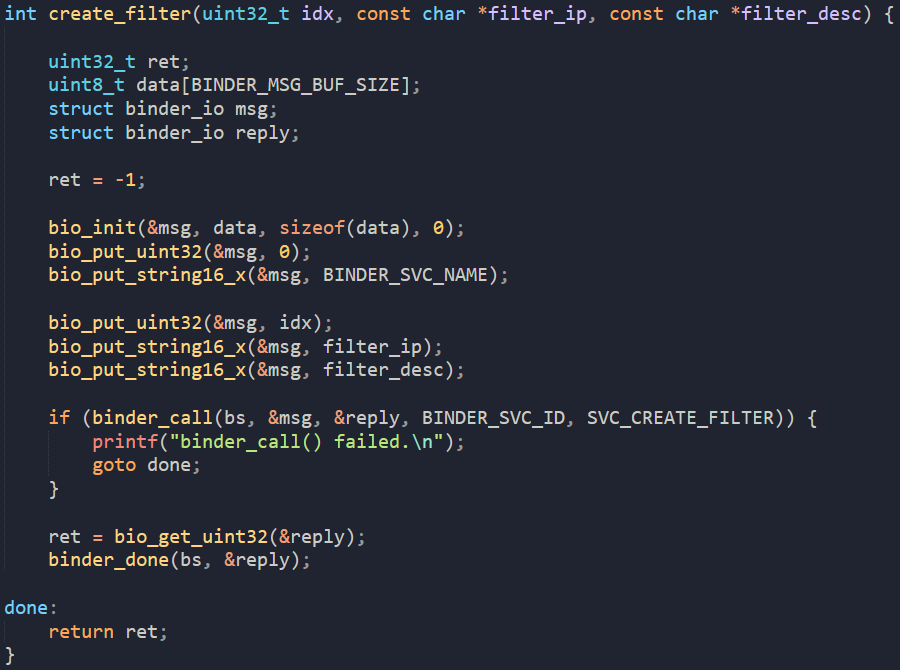 int create_filter(uint32_t idx, const char *filter_ip, const char *filter_desc) {
uint32_t ret;
uint8_t data[BINDER_MSG_BUF_SIZE];
struct binder_io msg;
struct binder_io reply;
ret = -1;
bio_init(&msg, data, sizeof(data), 0);
bio_put_uint32(&msg, 0);
bio_put_string16_x(&msg, BINDER_SVC_NAME);
bio_put_uint32(&msg, idx);
bio_put_string16_x(&msg, filter_ip);
bio_put_string16_x(&msg, filter_desc);
if (binder_call(bs, &msg, &reply, BINDER_SVC_ID, SVC_CREATE_FILTER)) {
printf("binder_call() failed.\n");
goto done;
}
ret = bio_get_uint32(&reply);
binder_done(bs, &reply);
done:
return ret;
}